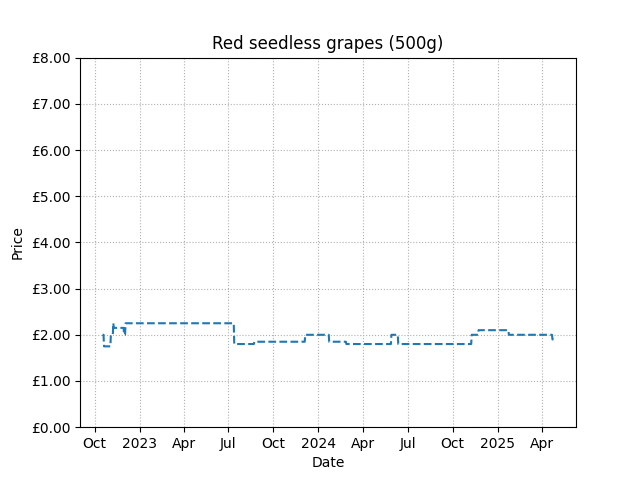 Red seedless grapes (500g)
£8.00
£7.00
£6.00
£5.00
£4.00
£3.00
£2.00
£1.00
£0.00
Price
Oct 2023 Apr Jul Oct 2024 Apr Jul Oct 2025 Apr
Date